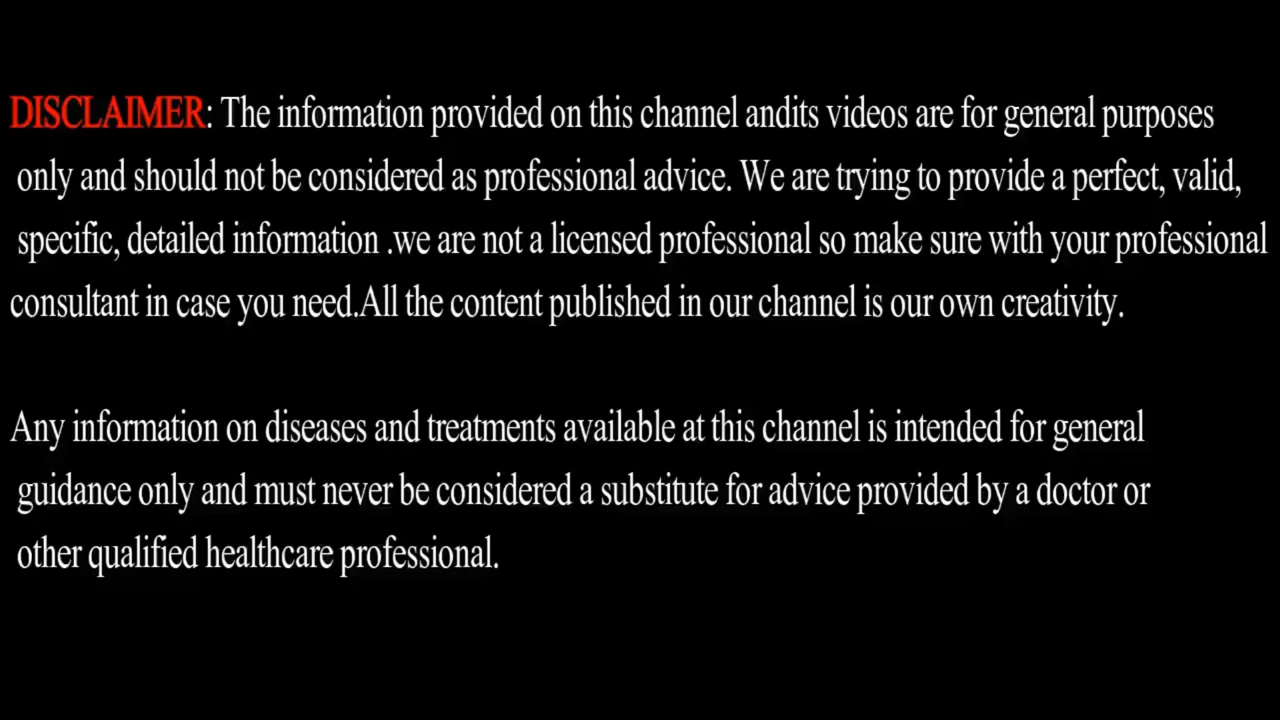 DISCLAIMER: The information provided on this channel andits videos are for general purposes
only and should not be considered as professional advice. We are trying to provide a perfect, valid,
specific, detailed information .we are not a licensed professional so make sure with your professional
consultant in case you need.All the content published in our channel is our own creativity.
Any information on diseases and treatments available at this channel is intended for general
guidance only and must never be considered a substitute for advice provided by a doctor or
other qualified healthcare professional.